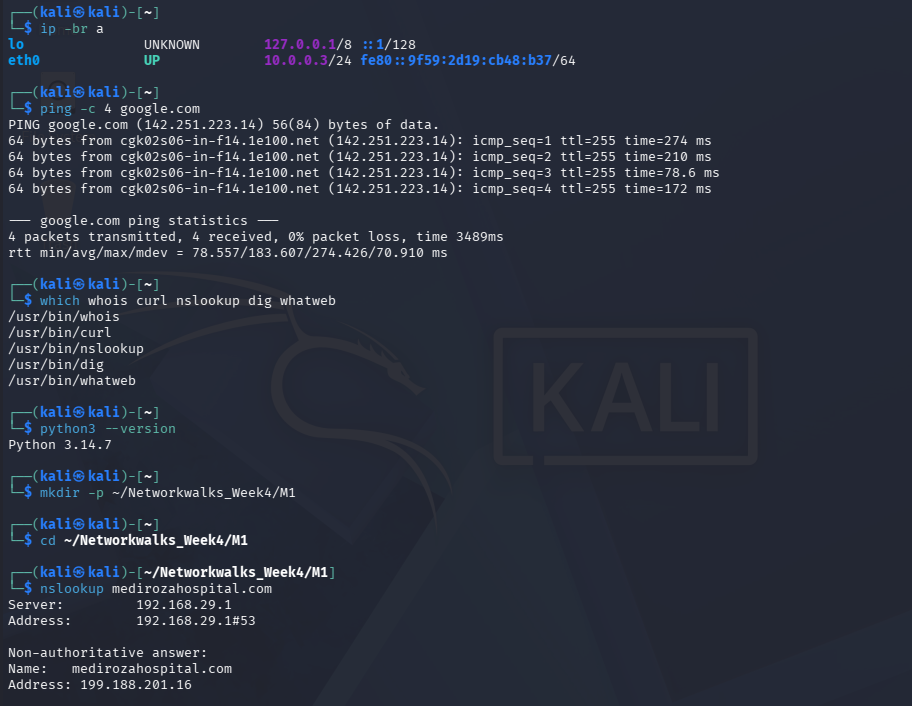 ┌──(kali㉿kali)-[~]
└─$ ip -br a
lo               UNKNOWN        127.0.0.1/8 ::1/128
eth0             UP             10.0.0.3/24 fe80::9f59:2d19:cb48:b37/64
┌──(kali㉿kali)-[~]
└─$ ping -c 4 google.com
PING google.com (142.251.223.14) 56(84) bytes of data.
64 bytes from cgk02s06-in-f14.1e100.net (142.251.223.14): icmp_seq=1 ttl=255 time=274 ms
64 bytes from cgk02s06-in-f14.1e100.net (142.251.223.14): icmp_seq=2 ttl=255 time=210 ms
64 bytes from cgk02s06-in-f14.1e100.net (142.251.223.14): icmp_seq=3 ttl=255 time=78.6 ms
64 bytes from cgk02s06-in-f14.1e100.net (142.251.223.14): icmp_seq=4 ttl=255 time=172 ms
--- google.com ping statistics ---
4 packets transmitted, 4 received, 0% packet loss, time 3489ms
rtt min/avg/max/mdev = 78.557/183.607/274.426/70.910 ms
┌──(kali㉿kali)-[~]
└─$ which whois curl nslookup dig whatweb
/usr/bin/whois
/usr/bin/curl
/usr/bin/nslookup
/usr/bin/dig
/usr/bin/whatweb
┌──(kali㉿kali)-[~]
└─$ python3 --version
Python 3.14.7
┌──(kali㉿kali)-[~]
└─$ mkdir -p ~/Networkwalks_Week4/M1
┌──(kali㉿kali)-[~]
└─$ cd ~/Networkwalks_Week4/M1
┌──(kali㉿kali)-[~/Networkwalks_Week4/M1]
└─$ nslookup medirozahospital.com
Server:         192.168.29.1
Address:        192.168.29.1#53
Non-authoritative answer:
Name:   medirozahospital.com
Address: 199.188.201.16
KALI